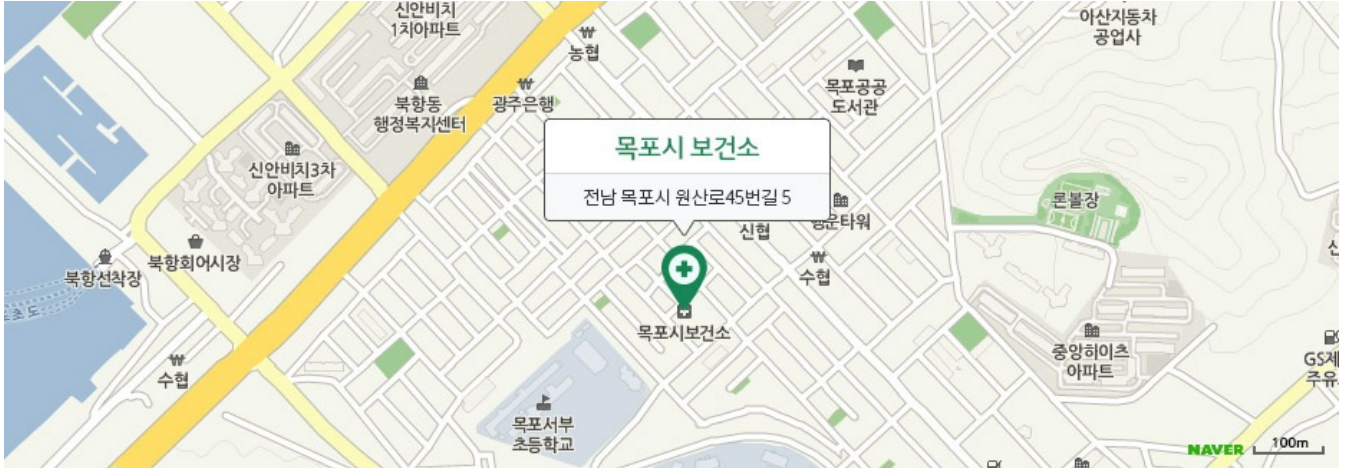 신안비치
1차아파트
농협
아산지동차
공업사
북항동
행정복지센터
광주은행
목포공공
도서관
목포시 보건소
전남 목포시 원산로45번길 5
신안비치3차
아파트
론볼장
신협
수협
북항선착장
북항회어시장
목포시보건소
중앙하이츠
아파트
수협
목포서부
초등학교
GS제
주유
NAVER
100m